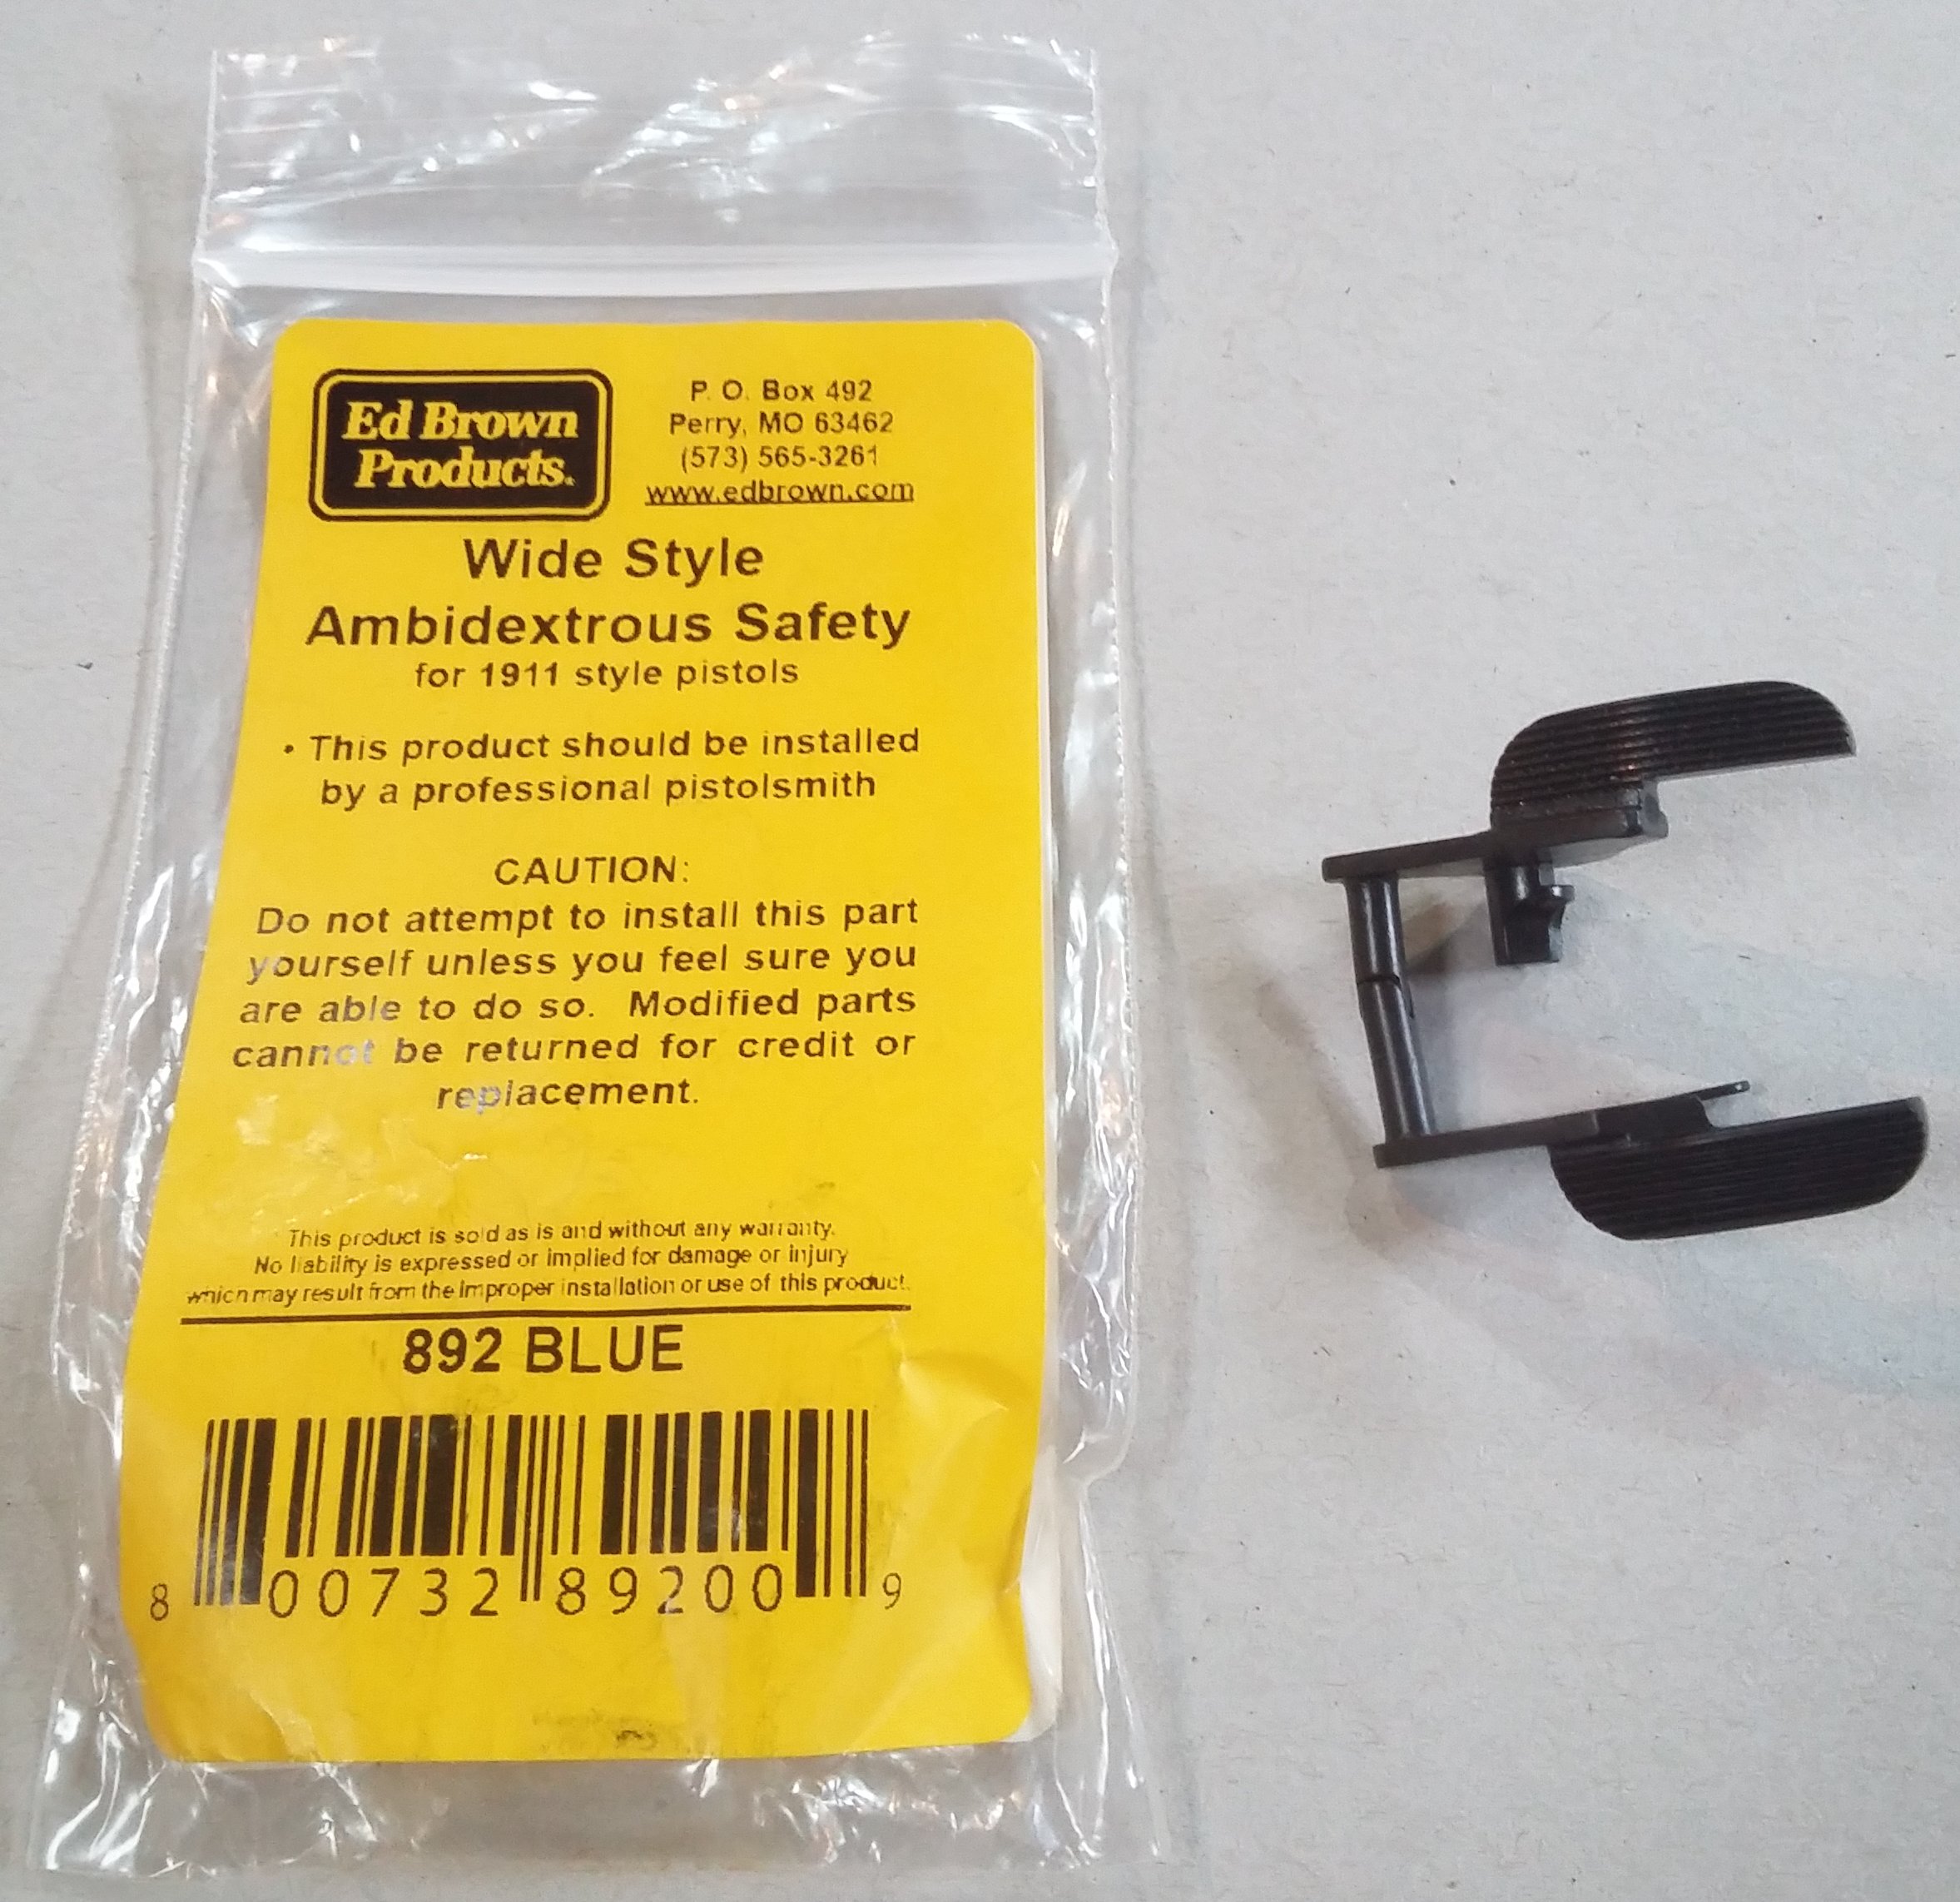 Ed Brown
Products.
P. O. Box 492
Perry, MO 63462
(573) 565-3261
www.edbrown.com
Wide Style
Ambidextrous Safety
for 1911 style pistols
• This product should be installed
by a professional pistolsmith
CAUTION:
Do not attempt to install this part
yourself unless you feel sure you
are able to do so. Modified parts
cannot be returned for credit or
replacement.
This product is sold as is and without any warranty.
No liability is expressed or implied for damage or injury
which may result from the improper installation or use of this product.
892 BLUE
8 00732 89200 9